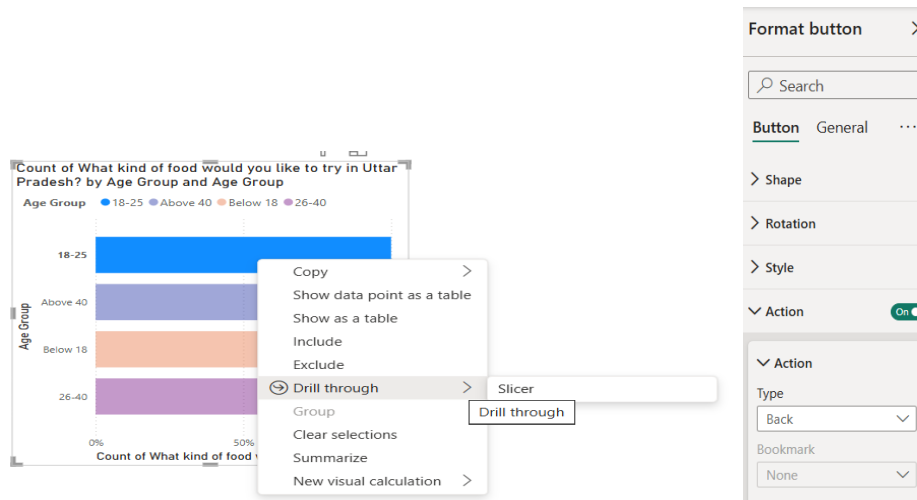 Count of What kind of food would you like to try in Uttar
Pradesh? by Age Group and Age Group
Age Group 18-25 Above 40 Below 18 26-40
18-25
Above 40
Below 18
26-40
Age Group
0%
50%
Count of What kind of food
Copy
Show data point as a table
Show as a table
Include
Exclude
Drill through
Group
Clear selections
Summarize
New visual calculation
Slicer
Drill through
Format button
Search
Button General ...
Shape
Rotation
Style
Action On
Action
Type
Back
Bookmark
None